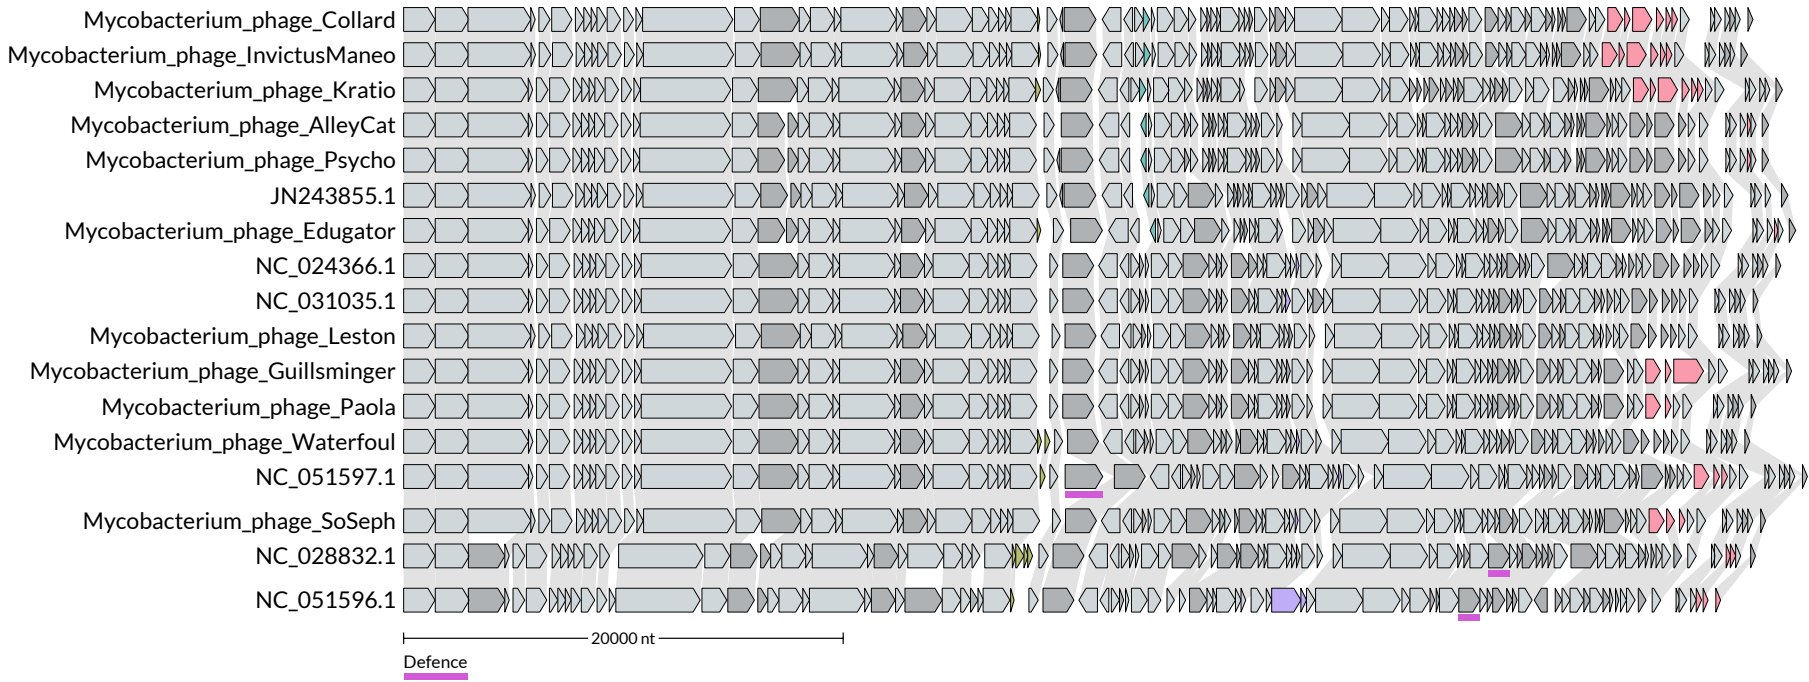 Mycobacterium_phage_Collard
Mycobacterium_phage_InvictusManeo
Mycobacterium_phage_Kratio
Mycobacterium_phage_AlleyCat
Mycobacterium_phage_Psycho
JN243855.1
Mycobacterium_phage_Edugator
NC_024366.1
NC_031035.1
Mycobacterium_phage_Leston
Mycobacterium_phage_Guillsminger
Mycobacterium_phage_Paola
Mycobacterium_phage_Waterfoul
NC_051597.1
Mycobacterium_phage_SoSeph
NC_028832.1
NC_051596.1
20000 nt
Defence